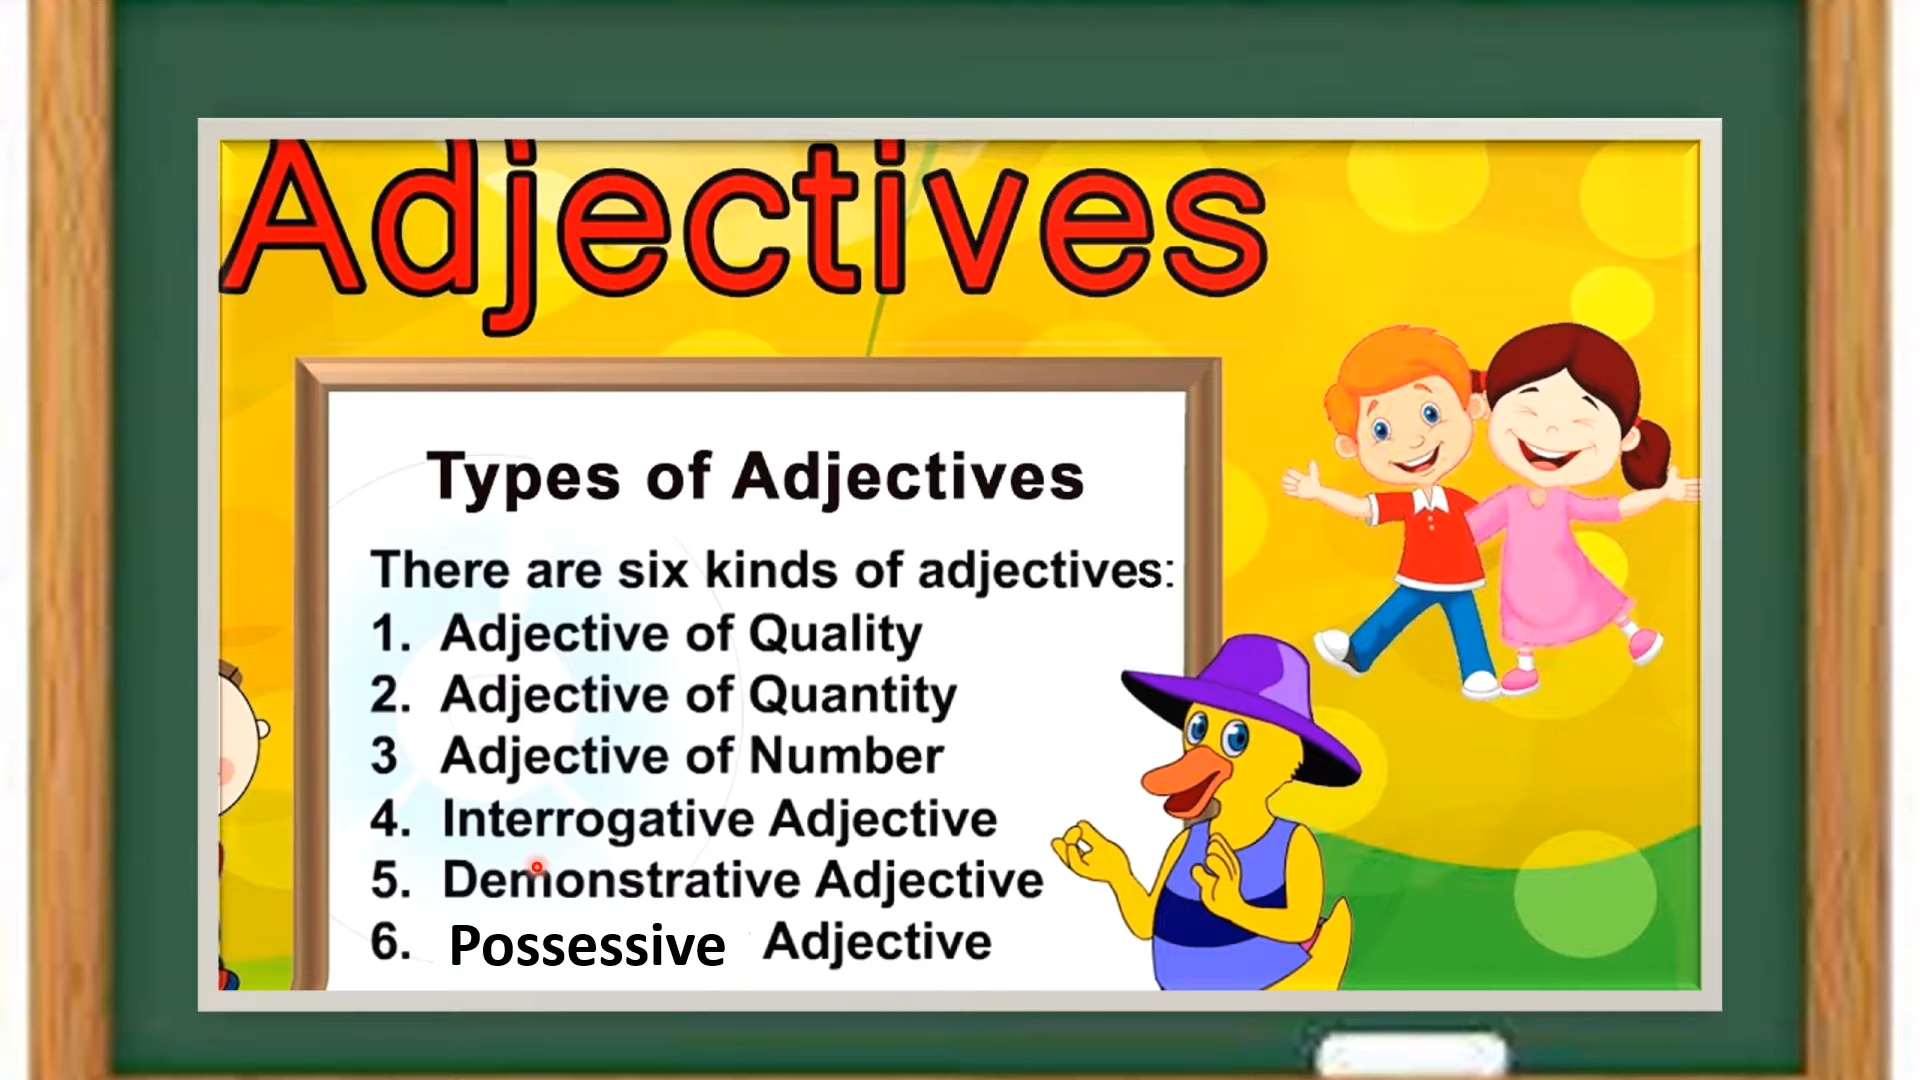 Adjectives
Types of Adjectives
There are six kinds of adjectives:
1. Adjective of Quality
2. Adjective of Quantity
3 Adjective of Number
4. Interrogative Adjective
5. Demonstrative Adjective
6. Possessive Adjective